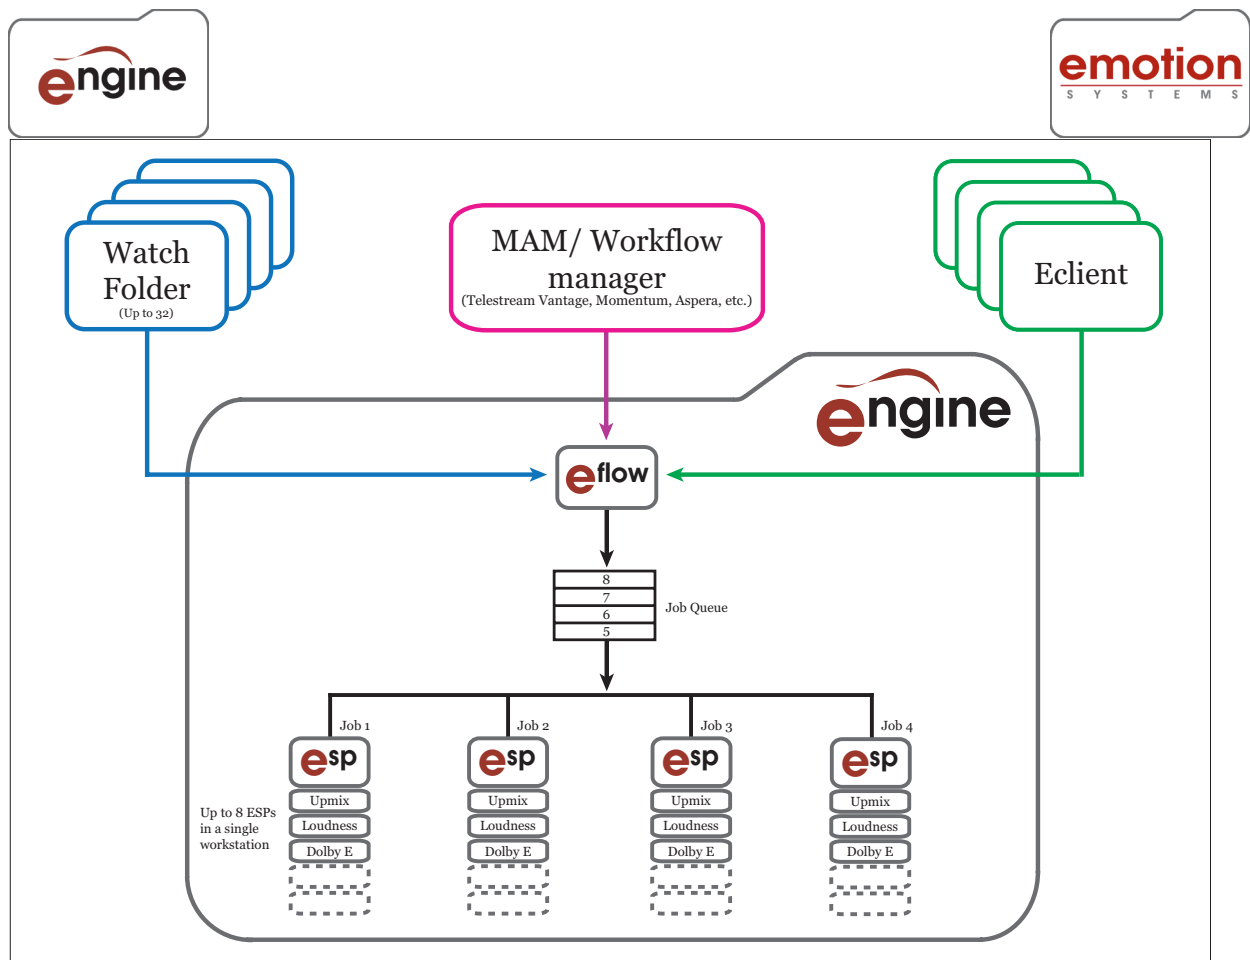 engine
emotion
SYSTEMS
Watch
Folder
(Up to 32)
MAM/ Workflow
manager
(Telestream Vantage, Momentum, Aspera, etc.)
Eclient
engine
eflow
8
7
6
5
Job Queue
Job 1
Job 2
Job 3
Job 4
esp
esp
esp
esp
Up to 8 ESPs
in a single
workstation
Upmix
Loudness
Dolby E
Upmix
Loudness
Dolby E
Upmix
Loudness
Dolby E
Upmix
Loudness
Dolby E